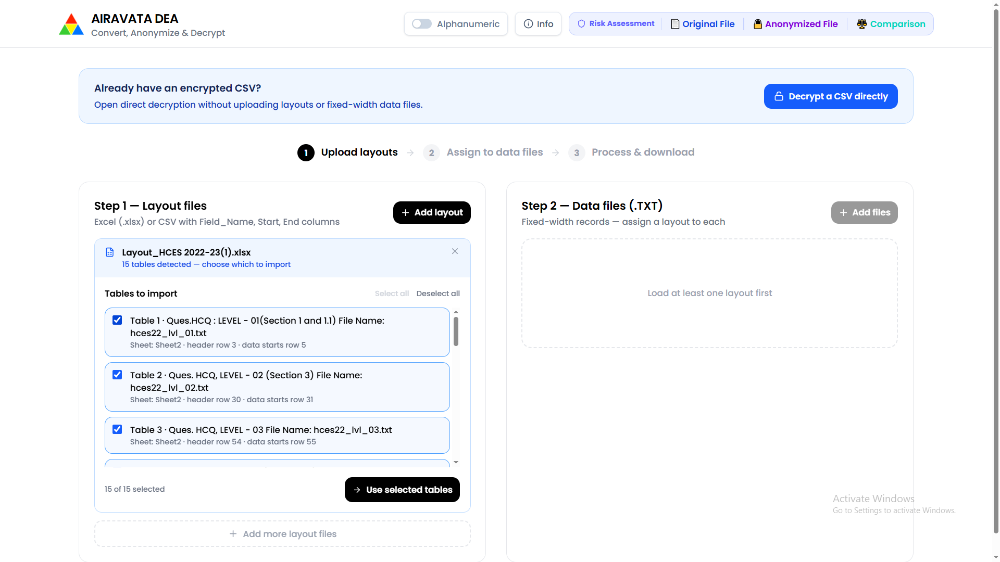 AIRAVATA DEA
Convert, Anonymize & Decrypt
Alphanumeric
Info
Risk Assessment
Original File
Anonymized File
Comparison
Already have an encrypted CSV?
Open direct decryption without uploading layouts or fixed-width data files.
Decrypt a CSV directly
1 Upload layouts
2 Assign to data files
3 Process & download
Step 1 — Layout files
Excel (.xlsx) or CSV with Field_Name, Start, End columns
+ Add layout
Layout_HCES 2022-23(1).xlsx
15 tables detected — choose which to import
Tables to import
Select all
Deselect all
Table 1 · Ques.HCQ : LEVEL - 01(Section 1 and 1.1) File Name:
hces22_lvl_01.txt
Sheet: Sheet2 · header row 3 · data starts row 5
Table 2 · Ques. HCQ, LEVEL - 02 (Section 3) File Name:
hces22_lvl_02.txt
Sheet: Sheet2 · header row 30 · data starts row 31
Table 3 · Ques. HCQ, LEVEL - 03 File Name: hces22_lvl_03.txt
Sheet: Sheet2 · header row 54 · data starts row 55
15 of 15 selected
Use selected tables
+ Add more layout files
Step 2 — Data files (.TXT)
Fixed-width records — assign a layout to each
+ Add files
Load at least one layout first
Activate Windows
Go to Settings to activate Windows.